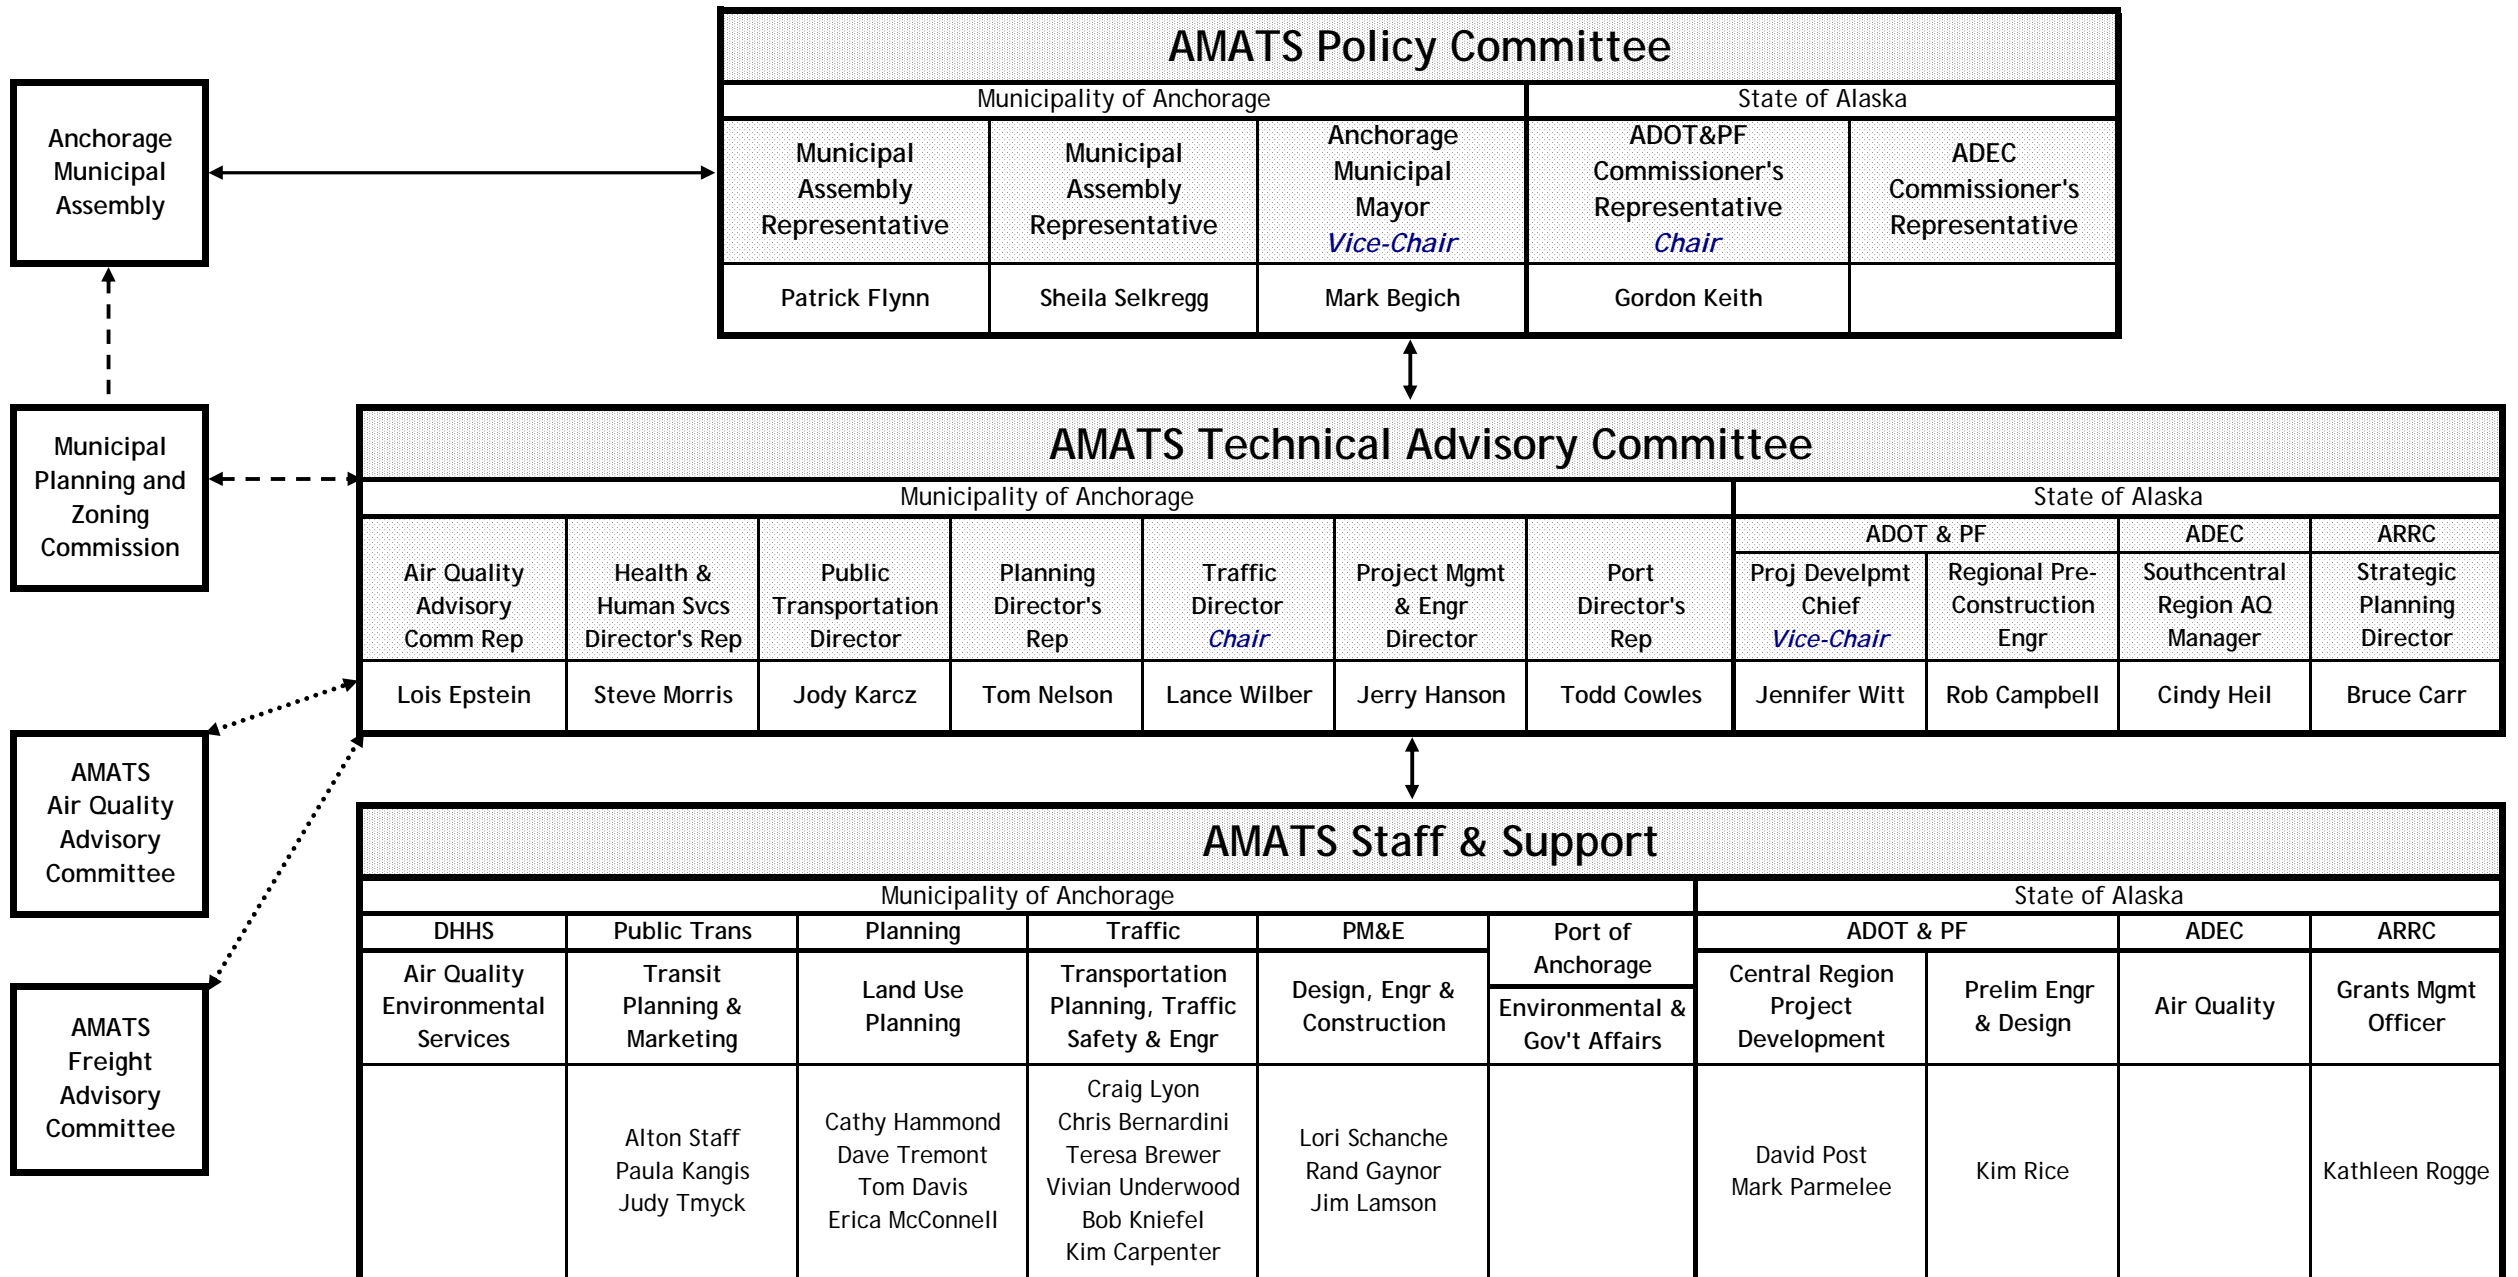 AMATS Policy Committee
Municipality of Anchorage
State of Alaska
Municipal
Assembly
Representative
Municipal
Assembly
Representative
Anchorage
Municipal
Mayor
Vice-Chair
ADOT&PF
Commissioner's
Representative
Chair
ADEC
Commissioner's
Representative
Patrick Flynn
Sheila Selkregg
Mark Begich
Gordon Keith
Anchorage
Municipal
Assembly
Municipal
Planning and
Zoning
Commission
AMATS Technical Advisory Committee
Municipality of Anchorage
State of Alaska
Air Quality
Advisory
Comm Rep
Health &
Human Svcs
Director's Rep
Public
Transportation
Director
Planning
Director's
Rep
Traffic
Director
Chair
Project Mgmt
& Engr
Director
Port
Director's
Rep
ADOT & PF
ADEC
ARRC
Proj Develpmt
Chief
Vice-Chair
Regional Pre-
Construction
Engr
Southcentral
Region AQ
Manager
Strategic
Planning
Director
Lois Epstein
Steve Morris
Jody Karcz
Tom Nelson
Lance Wilber
Jerry Hanson
Todd Cowles
Jennifer Witt
Rob Campbell
Cindy Heil
Bruce Carr
AMATS
Air Quality
Advisory
Committee
AMATS
Freight
Advisory
Committee
AMATS Staff & Support
Municipality of Anchorage
State of Alaska
DHHS
Public Trans
Planning
Traffic
PM&E
Port of
Anchorage
ADOT & PF
ADEC
ARRC
Air Quality
Environmental
Services
Transit
Planning &
Marketing
Land Use
Planning
Transportation
Planning, Traffic
Safety & Engr
Design, Engr &
Construction
Environmental &
Gov't Affairs
Central Region
Project
Development
Prelim Engr
& Design
Air Quality
Grants Mgmt
Officer
Alton Staff
Paula Kangis
Judy Tmyck
Cathy Hammond
Dave Tremont
Tom Davis
Erica McConnell
Craig Lyon
Chris Bernardini
Teresa Brewer
Vivian Underwood
Bob Kniefel
Kim Carpenter
Lori Schanche
Rand Gaynor
Jim Lamson
David Post
Mark Parmelee
Kim Rice
Kathleen Rogge